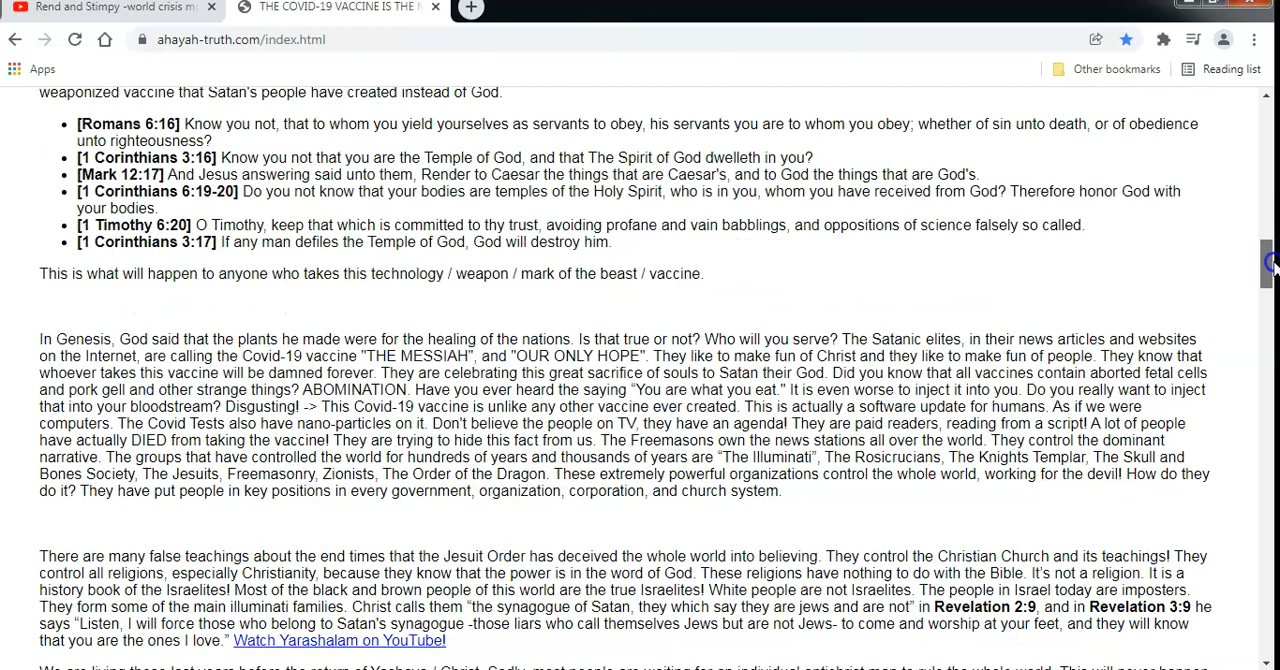 Rend and Stimpy -world crisis m
THE COVID-19 VACCINE IS THE
ahayah-truth.com/index.html
Apps
Other bookmarks
Reading list
weaponized vaccine that Satan's people have created instead of God.
[Romans 6:16] Know you not, that to whom you yield yourselves as servants to obey, his servants you are to whom you obey; whether of sin unto death, or of obedience
unto righteousness?
[1 Corinthians 3:16] Know you not that you are the Temple of God, and that The Spirit of God dwelleth in you?
[Mark 12:17] And Jesus answering said unto them, Render to Caesar the things that are Caesar's, and to God the things that are God's.
[1 Corinthians 6:19-20] Do you not know that your bodies are temples of the Holy Spirit, who is in you, whom you have received from God? Therefore honor God with
your bodies.
[1 Timothy 6:20] O Timothy, keep that which is committed to thy trust, avoiding profane and vain babblings, and oppositions of science falsely so called.
[1 Corinthians 3:17] If any man defiles the Temple of God, God will destroy him.
This is what will happen to anyone who takes this technology / weapon / mark of the beast / vaccine.
In Genesis, God said that the plants he made were for the healing of the nations. Is that true or not? Who will you serve? The Satanic elites, in their news articles and websites
on the Internet, are calling the Covid-19 vaccine "THE MESSIAH", and "OUR ONLY HOPE". They like to make fun of Christ and they like to make fun of people. They know that
whoever takes this vaccine will be damned forever. They are celebrating this great sacrifice of souls to Satan their God. Did you know that all vaccines contain aborted fetal cells
and pork gell and other strange things? ABOMINATION. Have you ever heard the saying “You are what you eat.” It is even worse to inject it into you. Do you really want to inject
that into your bloodstream? Disgusting! -> This Covid-19 vaccine is unlike any other vaccine ever created. This is actually a software update for humans. As if we were
computers. The Covid Tests also have nano-particles on it. Don't believe the people on TV, they have an agenda! They are paid readers, reading from a script! A lot of people
have actually DIED from taking the vaccine! They are trying to hide this fact from us. The Freemasons own the news stations all over the world. They control the dominant
narrative. The groups that have controlled the world for hundreds of years and thousands of years are “The Illuminati”, The Rosicrucians, The Knights Templar, The Skull and
Bones Society, The Jesuits, Freemasonry, Zionists, The Order of the Dragon. These extremely powerful organizations control the whole world, working for the devil! How do they
do it? They have put people in key positions in every government, organization, corporation, and church system.
There are many false teachings about the end times that the Jesuit Order has deceived the whole world into believing. They control the Christian Church and its teachings! They
control all religions, especially Christianity, because they know that the power is in the word of God. These religions have nothing to do with the Bible. It's not a religion. It is a
history book of the Israelites! Most of the black and brown people of this world are the true Israelites! White people are not Israelites. The people in Israel today are imposters.
They form some of the main illuminati families. Christ calls them “the synagogue of Satan, they which say they are jews and are not” in Revelation 2:9, and in Revelation 3:9 he
says “Listen, I will force those who belong to Satan's synagogue -those liars who call themselves Jews but are not Jews- to come and worship at your feet, and they will know
that you are the ones I love.” Watch Yarashalam on YouTube!
We are living those last years before the return of Yashaya / Christ. Sadly, most people are waiting for an individual antichrist man to rule the whole world. This will never happen